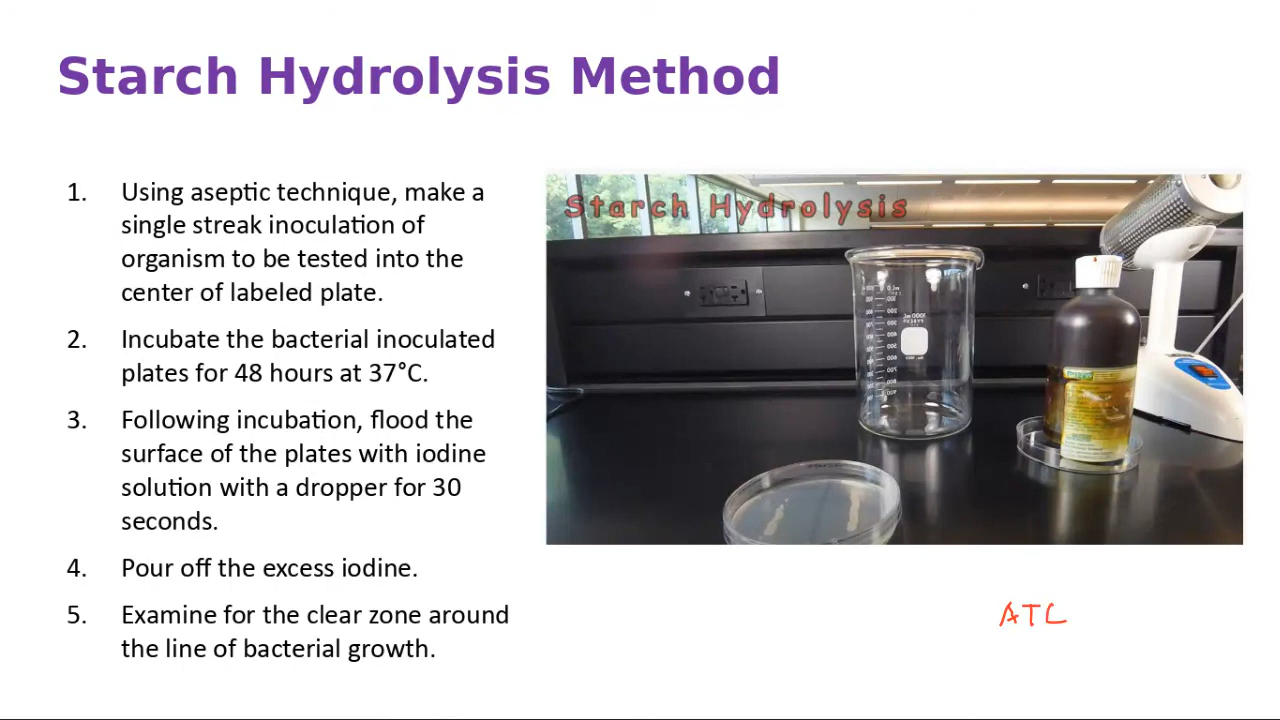 Starch Hydrolysis Method
1. Using aseptic technique, make a
single streak inoculation of
organism to be tested into the
center of labeled plate.
2. Incubate the bacterial inoculated
plates for 48 hours at 37°C.
3. Following incubation, flood the
surface of the plates with iodine
solution with a dropper for 30
seconds.
4. Pour off the excess iodine.
5. Examine for the clear zone around
the line of bacterial growth.
Starch Hydrolysis
ATC